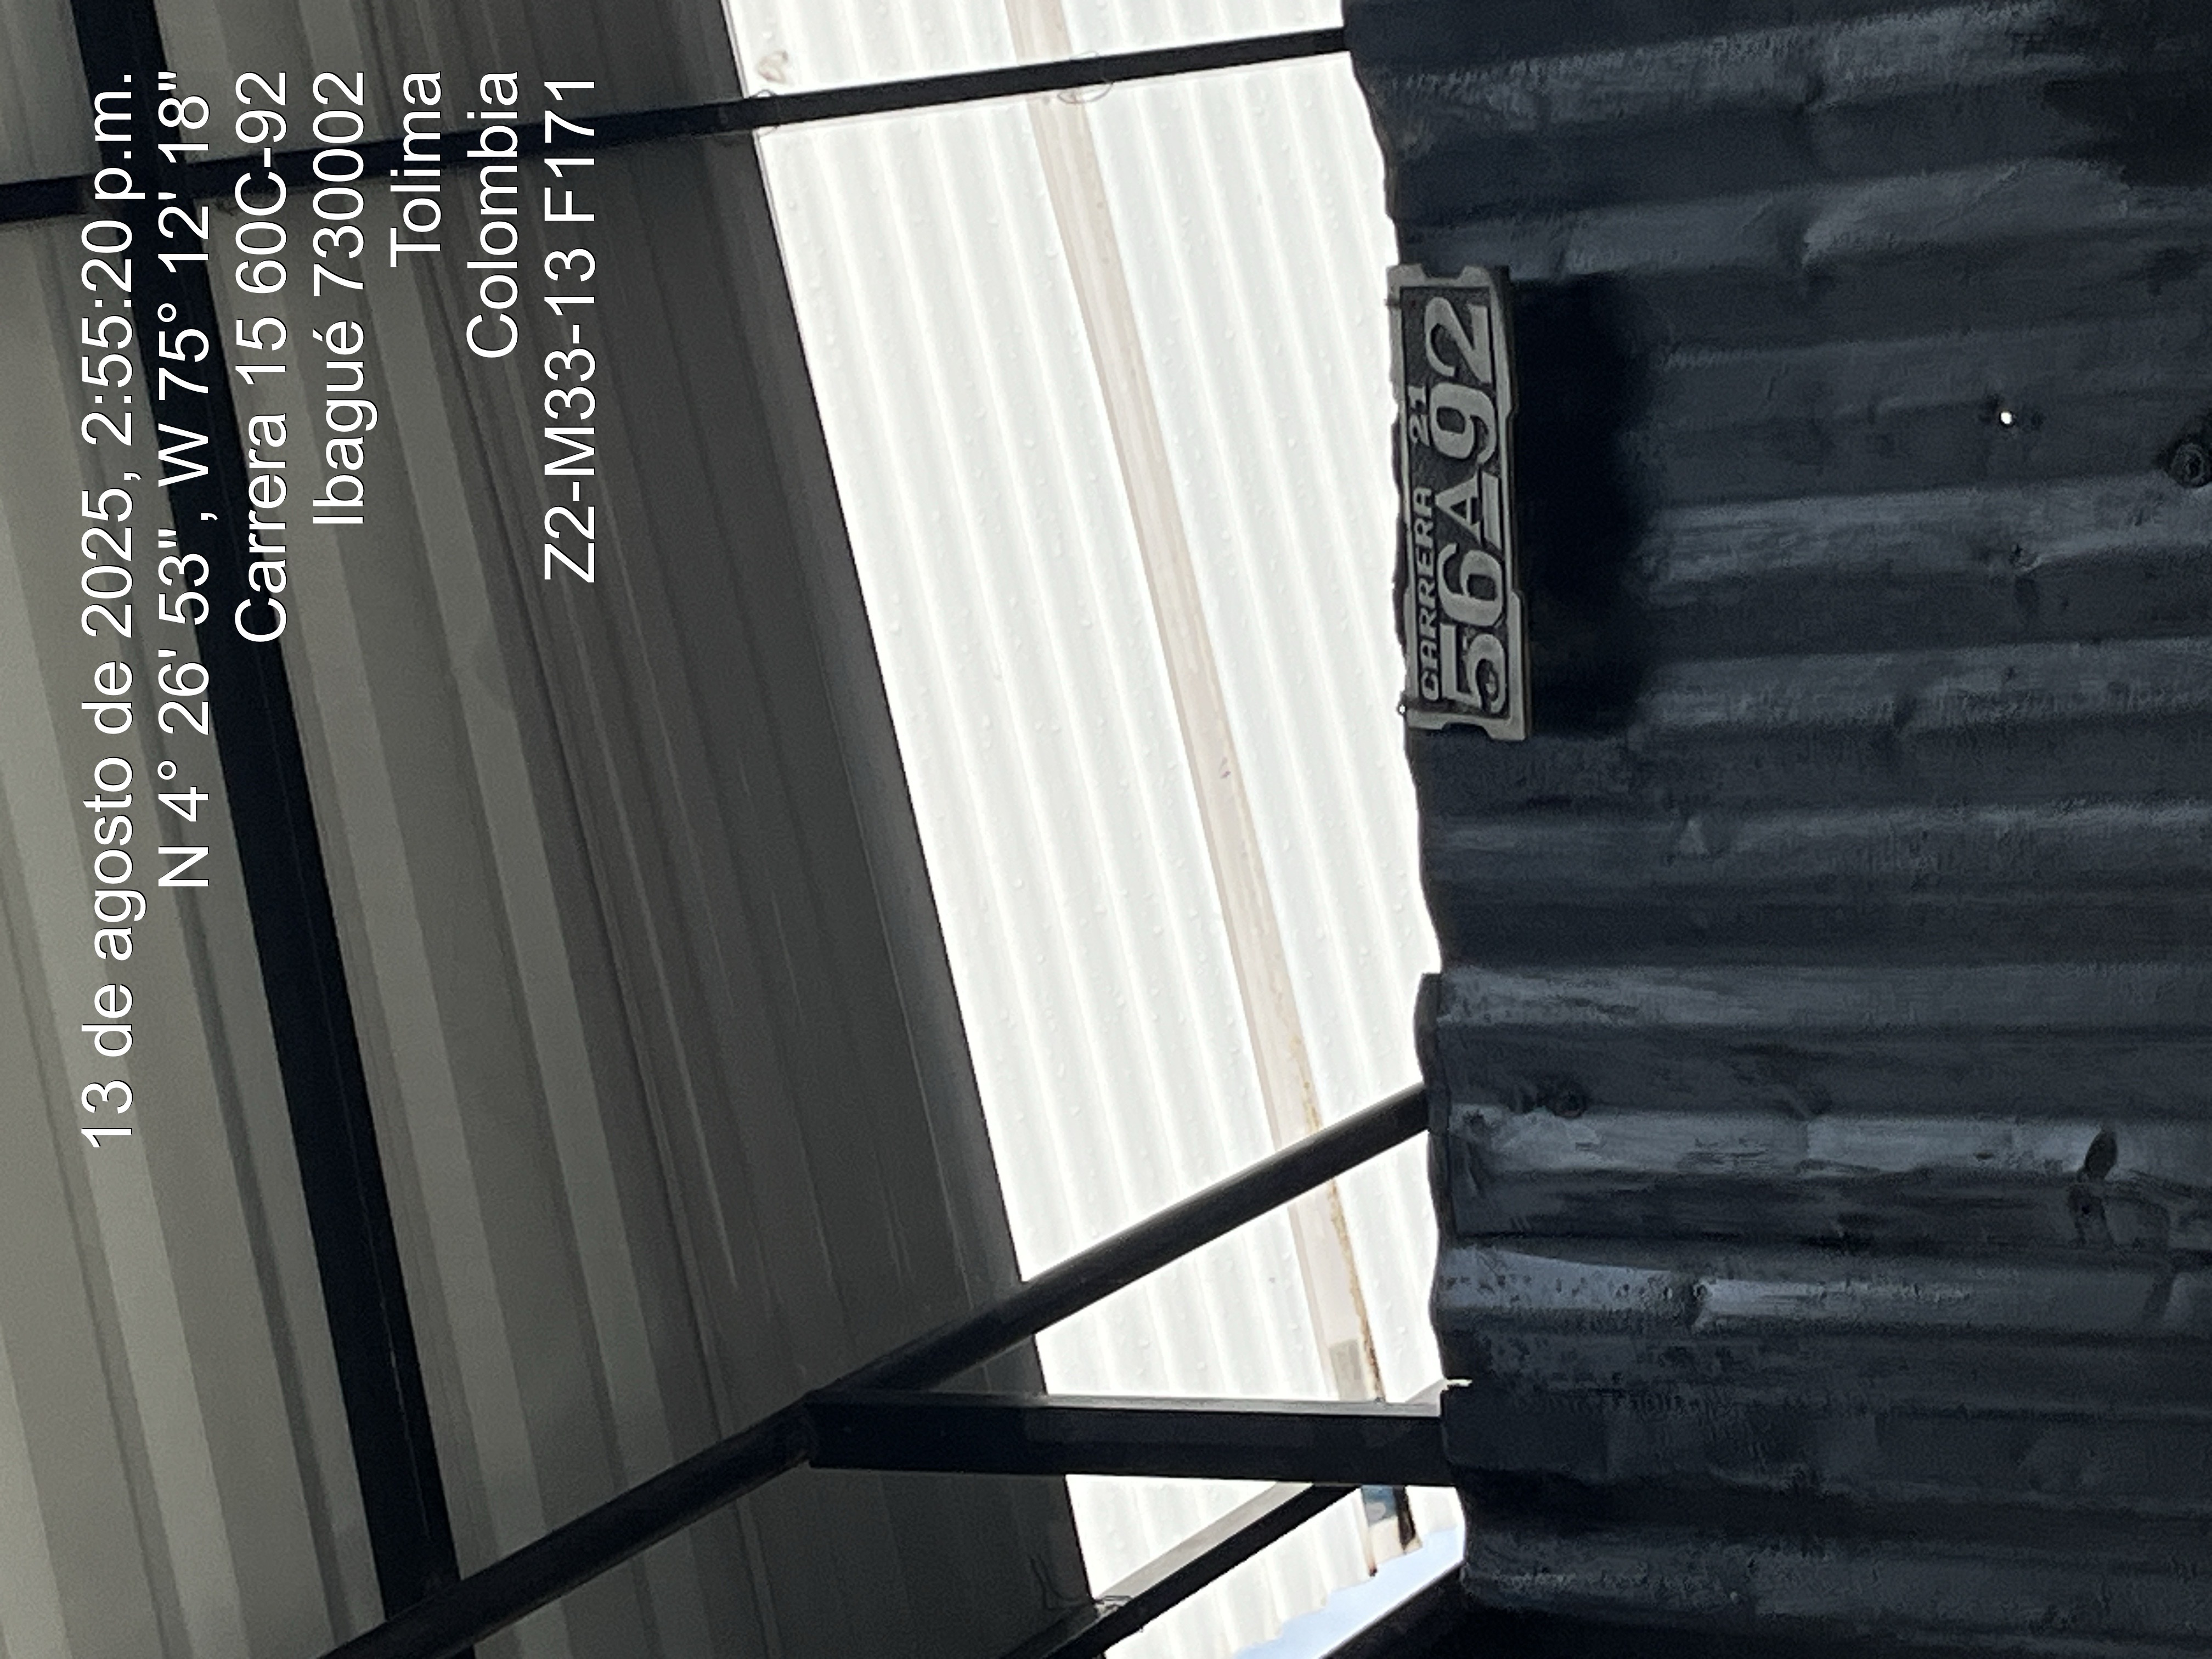 13 de agosto de 2025, 2:55:20 p.m.
N 4° 26' 53", W 75° 12' 18"
Carrera 15 60C-92
Ibagué 730002
Tolima
Colombia
Z2-M33-13 F171
CARRERA 21
56A92